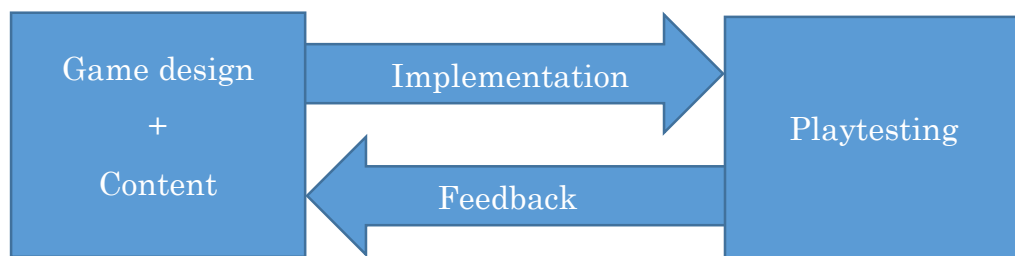 Game design
+
Content
Implementation
Feedback
Playtesting